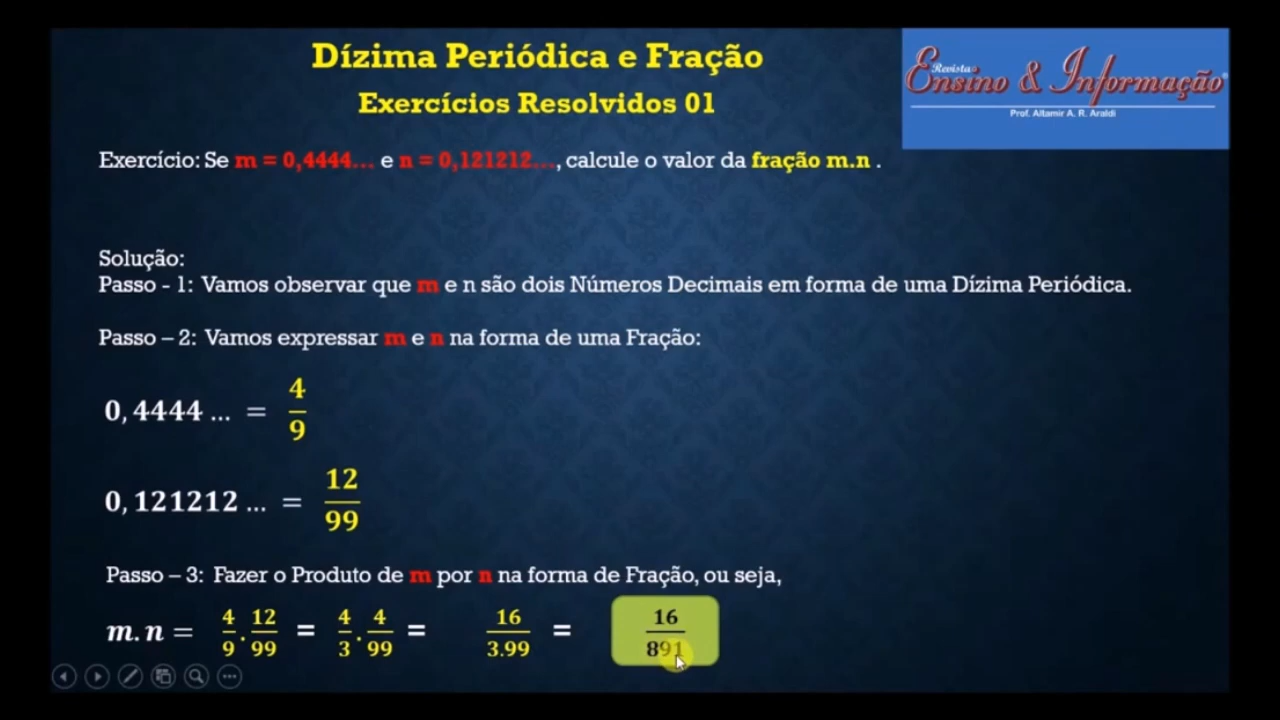 Dízima Periódica e Fração
Exercícios Resolvidos 01
Revista
Ensino & Informação
Prof. Altamir A. R. Araldi
Exercício: Se m = 0,4444... e n = 0,121212..., calcule o valor da fração m.n .
Solução:
Passo - 1: Vamos observar que m e n são dois Números Decimais em forma de uma Dízima Periódica.
Passo – 2: Vamos expressar m e n na forma de uma Fração:
0,4444 ... = 4/9
0,121212 ... = 12/99
Passo – 3: Fazer o Produto de m por n na forma de Fração, ou seja,
m.n = 4/9 . 12/99 = 4/3 . 4/99 = 16/3.99 = 16/891